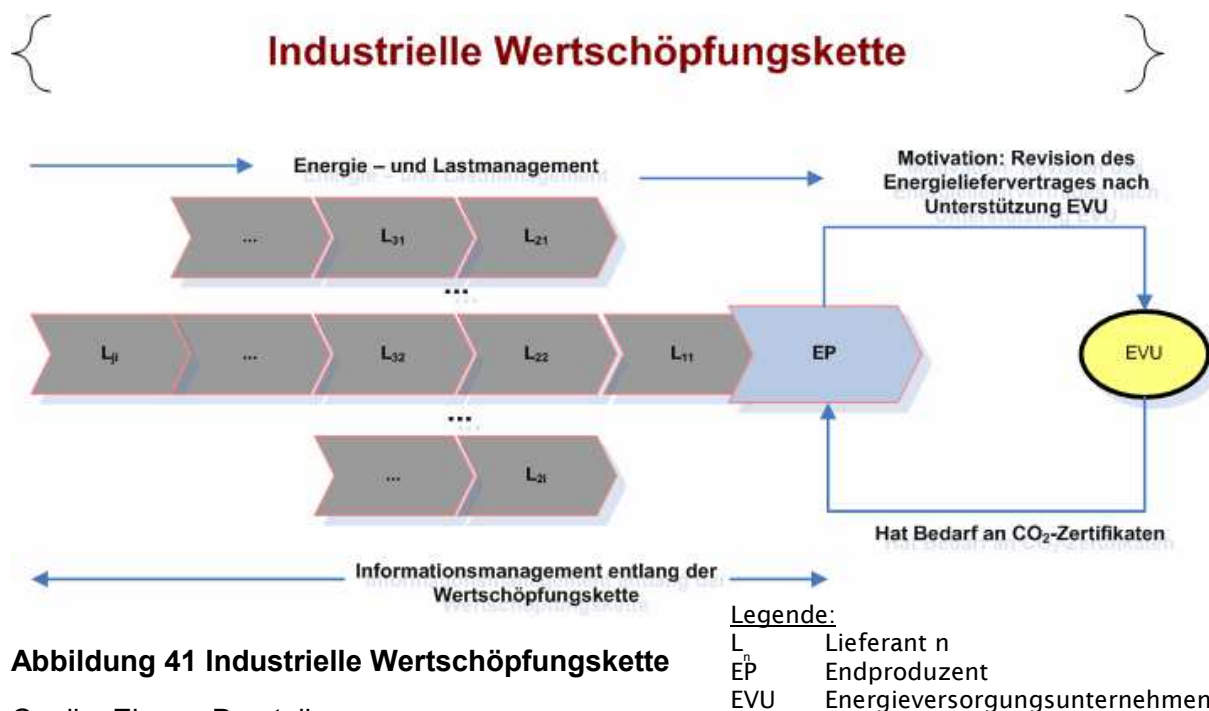 Industrielle Wertschöpfungskette
Energie – und Lastmanagement
Motivation: Revision des
Energieliefervertrages nach
Unterstützung EVU
... L₃₁ L₂₁
...
Lⱼᵢ ... L₃₂ L₂₂ L₁₁ EP EVU
...
... L₂ᵢ
Hat Bedarf an CO₂-Zertifikaten
Informationsmanagement entlang der
Wertschöpfungskette
Legende:
Lₙ Lieferant n
EP Endproduzent
EVU Energieversorgungsunternehmen
Abbildung 41 Industrielle Wertschöpfungskette